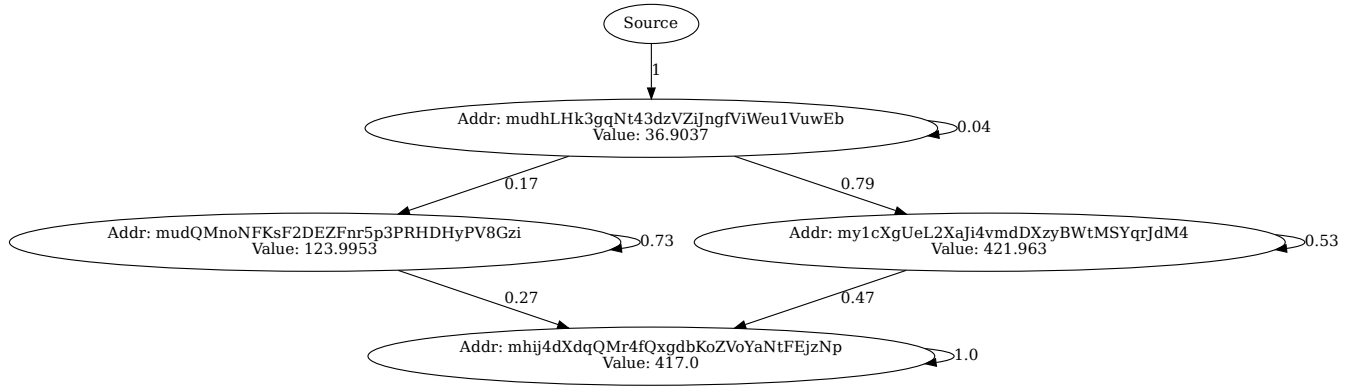 Source
1
Addr: mudhLHk3gqNt43dzVZiJngfViWeu1VuwEb
Value: 36.9037
0.04
0.17
0.79
Addr: mudQMnoNFKsF2DEZFnr5p3PRHDHyPV8Gzi
Value: 123.9953
0.73
Addr: my1cXgUeL2XaJi4vmdDXzyBWtMSYqrJdM4
Value: 421.963
0.53
0.27
0.47
Addr: mhij4dXdqQMr4fQxgdbKoZVoYaNtFEjzNp
Value: 417.0
1.0